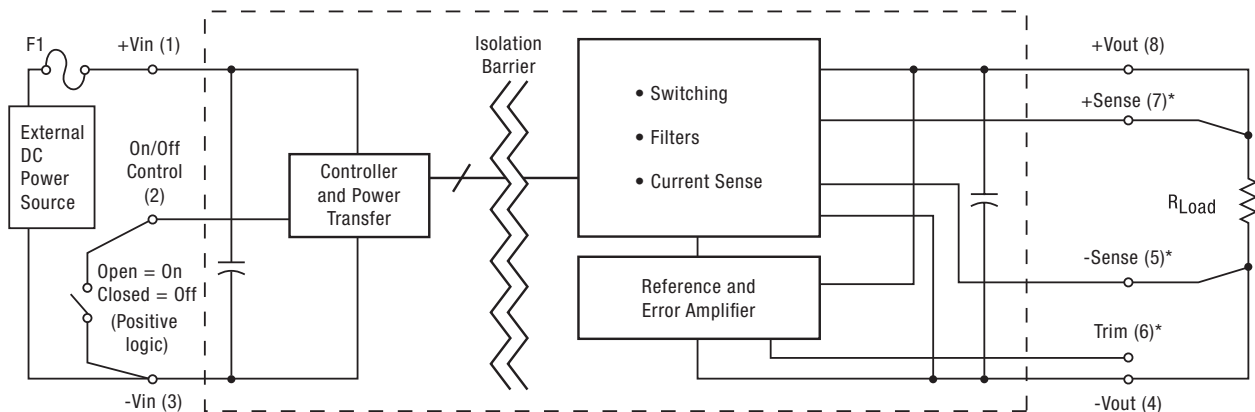 F1
+Vin (1)
External
DC
Power
Source
On/Off
Control
(2)
Open = On
Closed = Off
(Positive
logic)
-Vin (3)
Controller
and Power
Transfer
Isolation
Barrier
• Switching
• Filters
• Current Sense
Reference and
Error Amplifier
+Vout (8)
+Sense (7)*
RLoad
-Sense (5)*
Trim (6)*
-Vout (4)